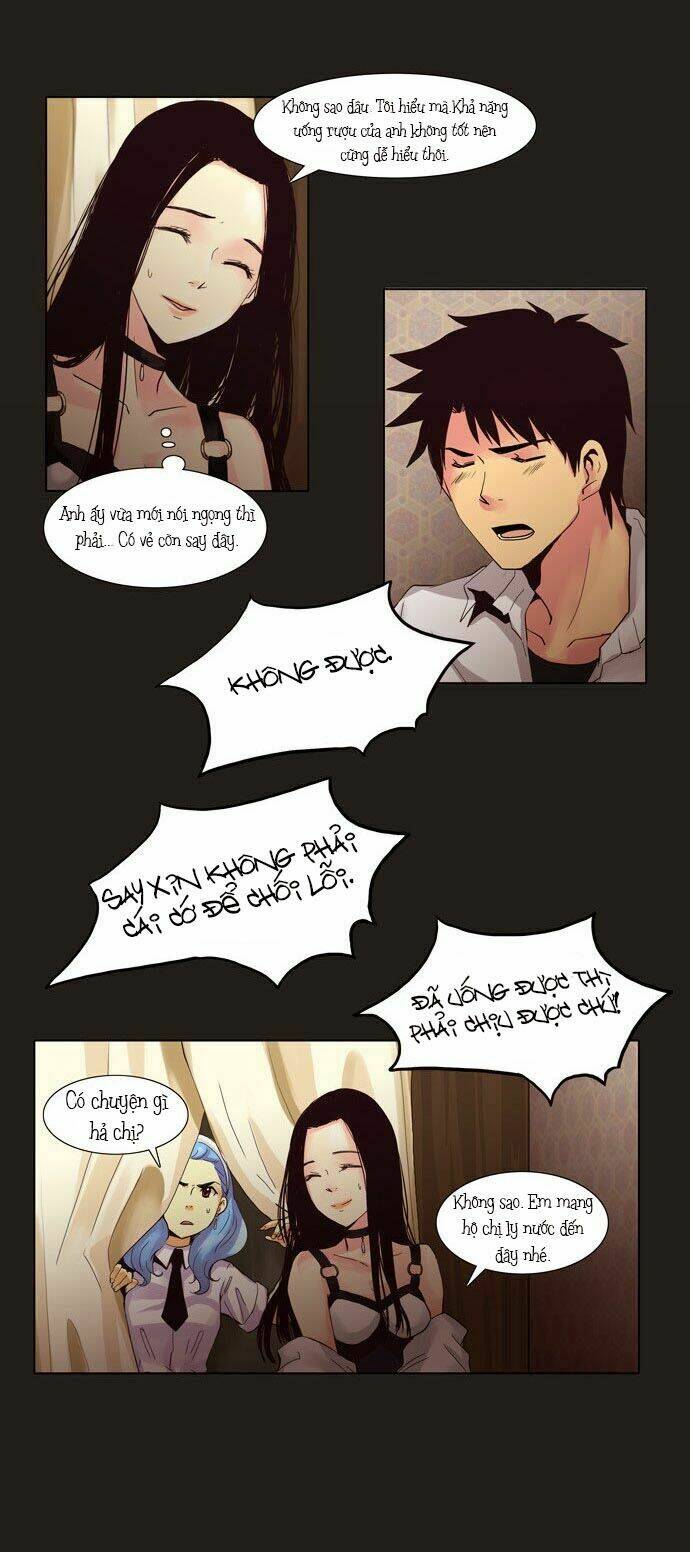 Không sao đâu. Tôi hiểu mà. Khả năng
uống rượu của anh không tốt nên
cũng dễ hiểu thôi.
Anh ấy vừa mới nói ngọng thì
phải... Có vẻ còn say đây.
KHÔNG ĐƯỢC.
SAY XỈN KHÔNG PHẢI
CÁI CỚ ĐỂ CHỐI LỖI.
ĐÃ UỐNG ĐƯỢC THÌ
PHẢI CHỊU ĐƯỢC CHỨ!
Có chuyện gì
hả chị?
Không sao. Em mang
hộ chị ly nước đến
đây nhé.